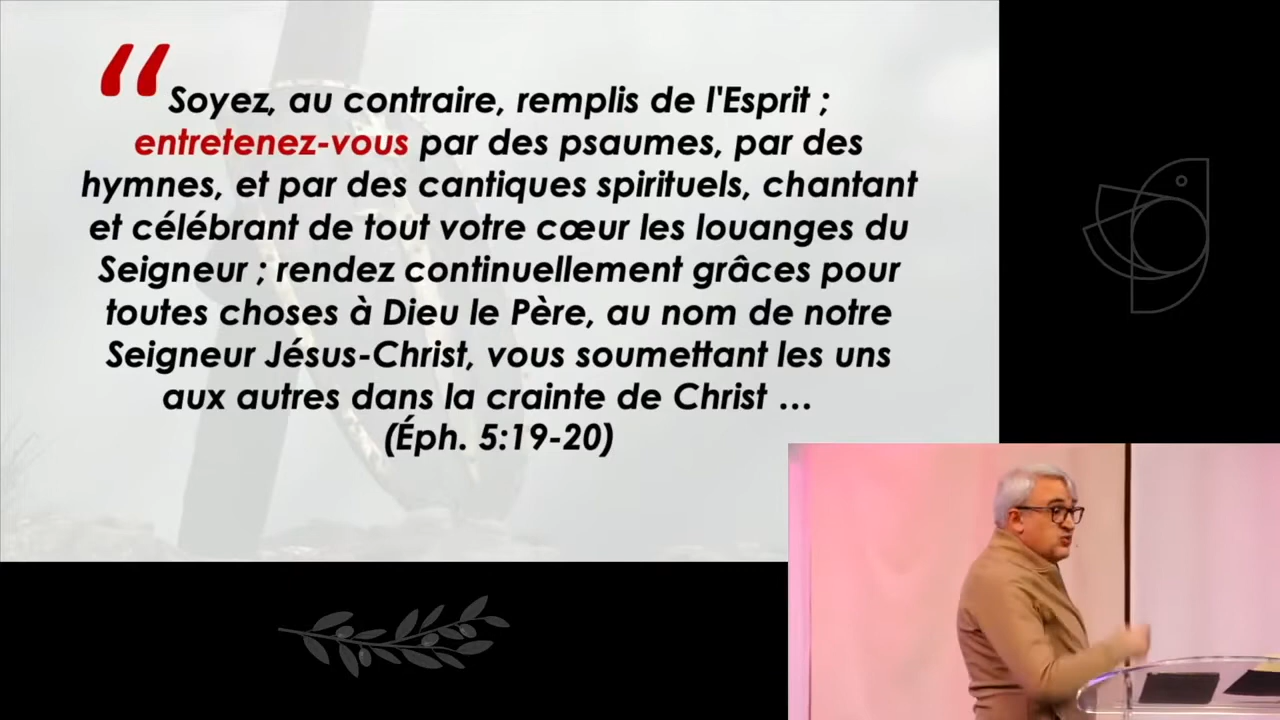 “
Soyez, au contraire, remplis de l'Esprit ;
entretenez-vous par des psaumes, par des
hymnes, et par des cantiques spirituels, chantant
et célébrant de tout votre cœur les louanges du
Seigneur ; rendez continuellement grâces pour
toutes choses à Dieu le Père, au nom de notre
Seigneur Jésus-Christ, vous soumettant les uns
aux autres dans la crainte de Christ …
(Éph. 5:19-20)